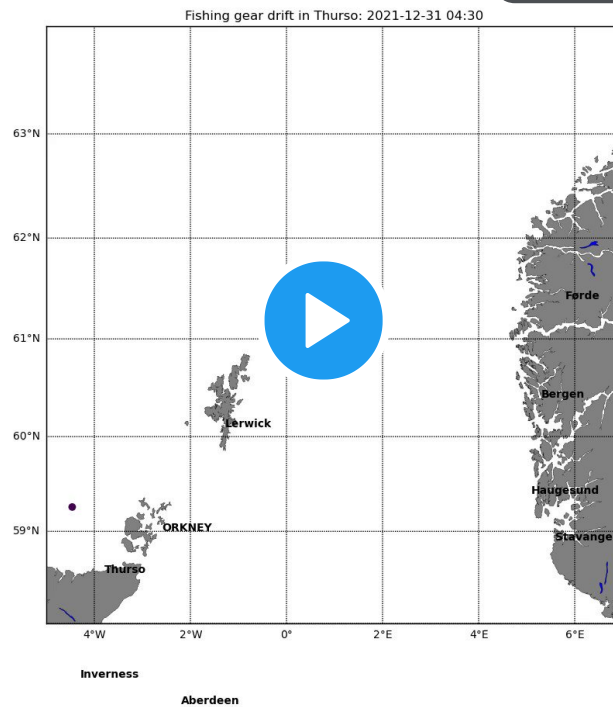 Fishing gear drift in Thurso: 2021-12-31 04:30
63°N
62°N
Førde
61°N
Bergen
Lerwick
60°N
Haugesund
ORKNEY
59°N
Stavange
Thurso
4°W 2°W 0° 2°E 4°E 6°E
Inverness
Aberdeen